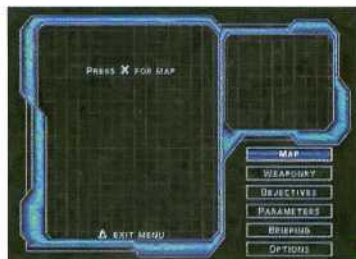 PRESS X FOR MAP
MAP
WEAPONRY
OBJECTIVES
PARAMETERS
BRIEFING
OPTIONS
EXIT MENU